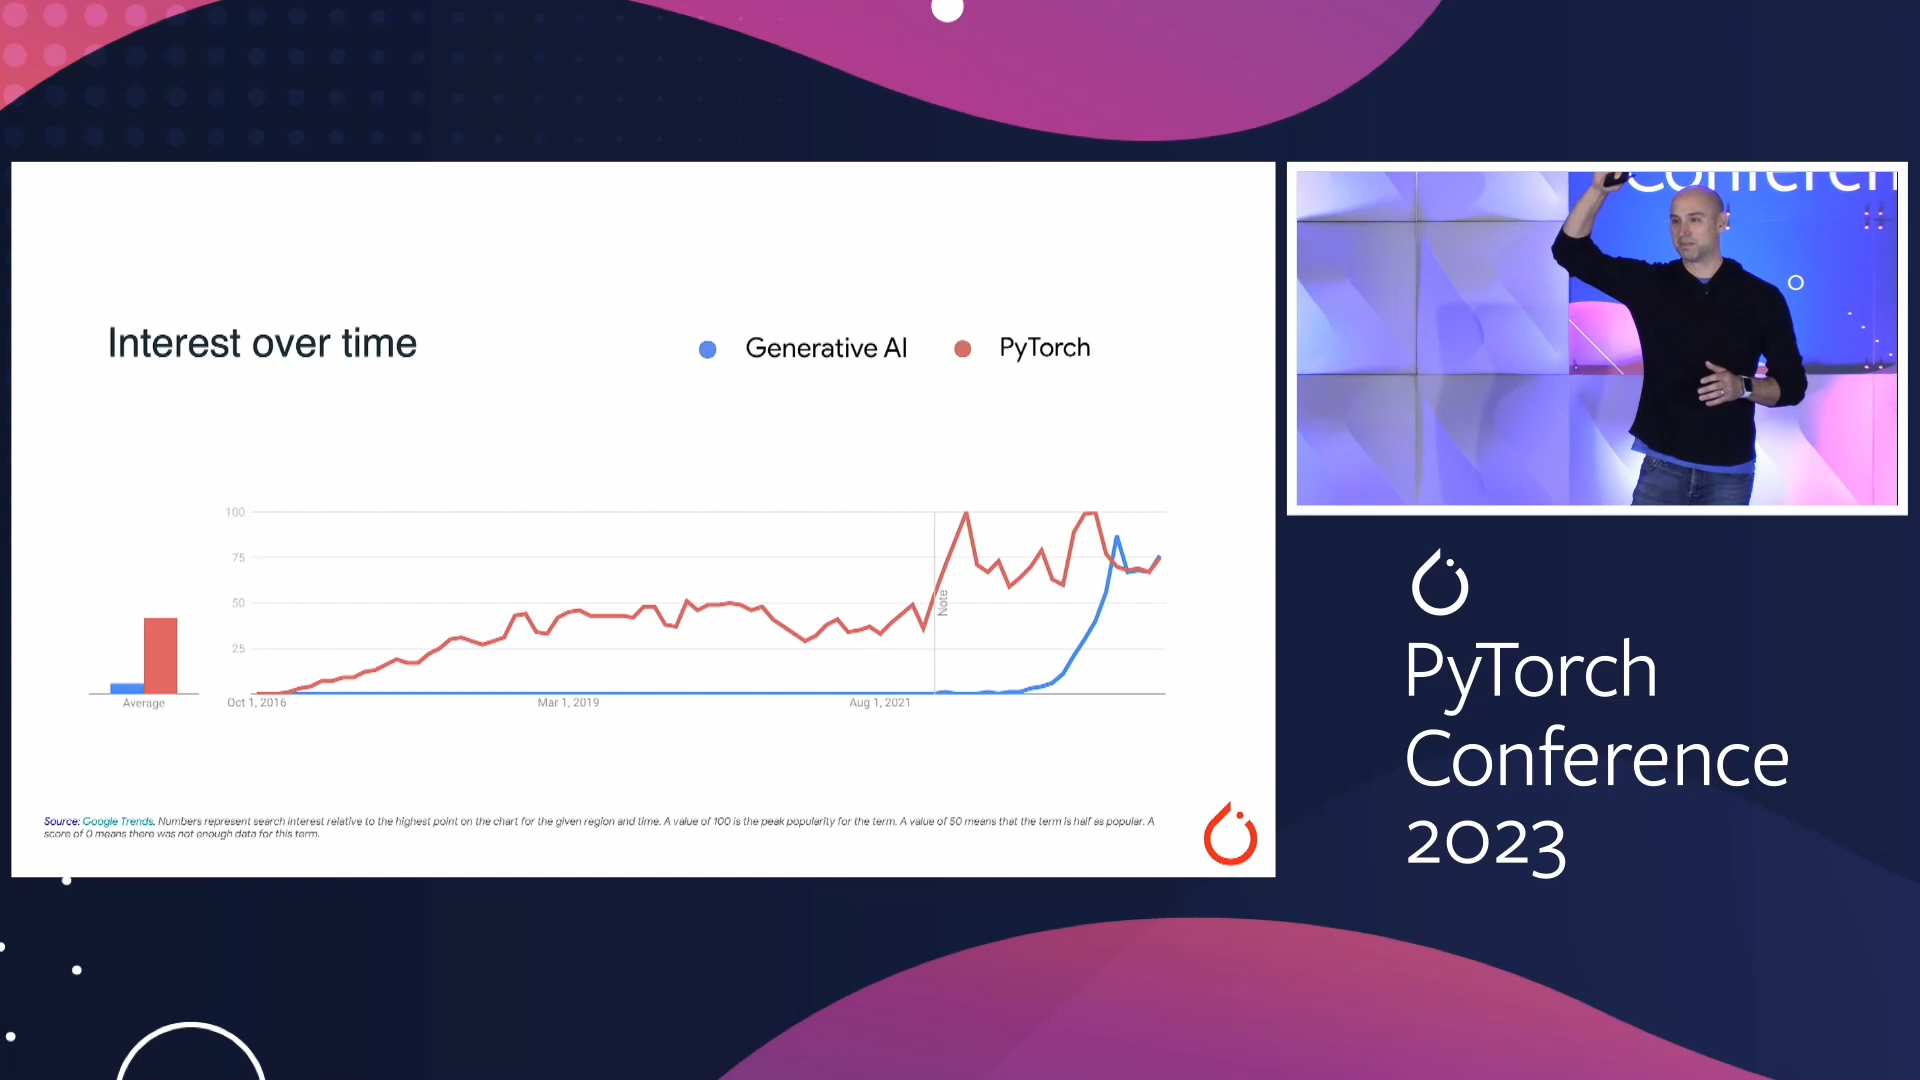 Interest over time
Generative AI
PyTorch
100
75
50
25
Note
Average
Oct 1, 2016
Mar 1, 2019
Aug 1, 2021
Source: Google Trends. Numbers represent search interest relative to the highest point on the chart for the given region and time. A value of 100 is the peak popularity for the term. A value of 50 means that the term is half as popular. A
score of 0 means there was not enough data for this term.
Conferen
PyTorch
Conference
2023